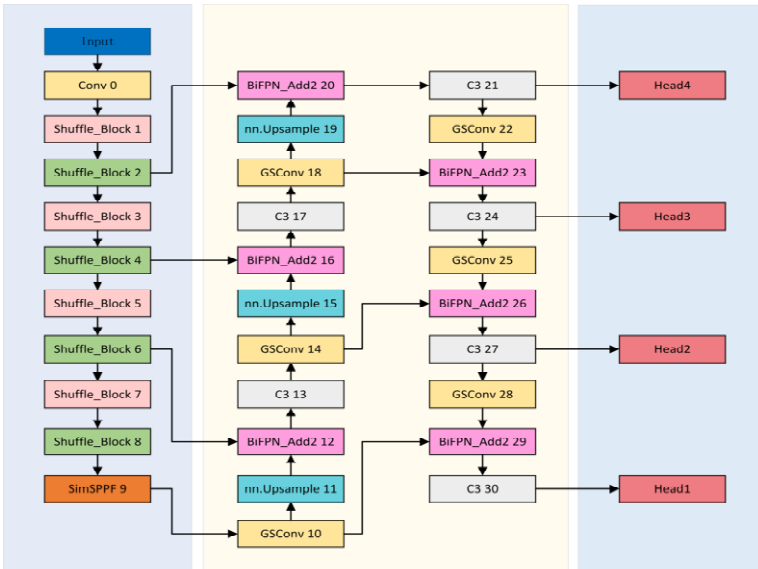 Input
Conv 0
Shuffle_Block 1
Shuffle_Block 2
Shuffle_Block 3
Shuffle_Block 4
Shuffle_Block 5
Shuffle_Block 6
Shuffle_Block 7
Shuffle_Block 8
SimSPPF 9
BiFPN_Add2 20
nn.Upsample 19
GSConv 18
C3 17
BiFPN_Add2 16
nn.Upsample 15
GSConv 14
C3 13
BiFPN_Add2 12
nn.Upsample 11
GSConv 10
C3 21
GSConv 22
BiFPN_Add2 23
C3 24
GSConv 25
BiFPN_Add2 26
C3 27
GSConv 28
BiFPN_Add2 29
C3 30
Head4
Head3
Head2
Head1